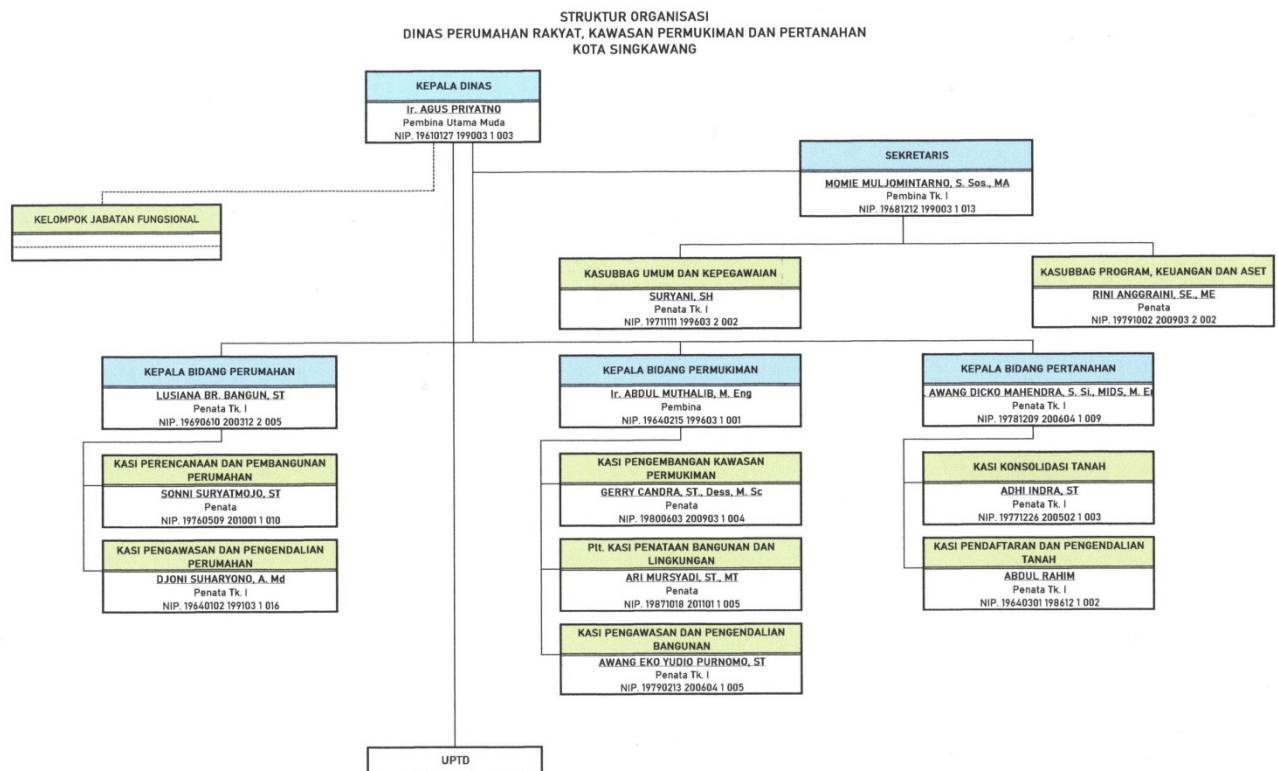 STRUKTUR ORGANISASI
DINAS PERUMAHAN RAKYAT, KAWASAN PERMUKIMAN DAN PERTANAHAN
KOTA SINGKAWANG
KEPALA DINAS
Ir. AGUS PRIYATNO
Pembina Utama Muda
NIP. 19610127 199003 1 003
SEKRETARIS
MOMIE MULJOMINTARNO, S. Sos., MA
Pembina Tk. I
NIP. 19681212 199003 1 013
KELOMPOK JABATAN FUNGSIONAL
KASUBBAG UMUM DAN KEPEGAWAIAN
SURYANI, SH
Penata Tk. I
NIP. 19711111 199603 2 002
KASUBBAG PROGRAM, KEUANGAN DAN ASET
RINI ANGGRAINI, SE., ME
Penata
NIP. 19791002 200903 2 002
KEPALA BIDANG PERUMAHAN
LUSIANA BR. BANGUN, ST
Penata Tk. I
NIP. 19690610 200312 2 005
KASI PERENCANAAN DAN PEMBANGUNAN
PERUMAHAN
SONNI SURYATMOJO, ST
Penata
NIP. 19760509 201001 1 010
KASI PENGAWASAN DAN PENGENDALIAN
PERUMAHAN
DJONI SUHARYONO, A. Md
Penata Tk. I
NIP. 19640102 199103 1 016
KEPALA BIDANG PERMUKIMAN
Ir. ABDUL MUTHALIB, M. Eng
Pembina
NIP. 19640215 199603 1 001
KASI PENGEMBANGAN KAWASAN
PERMUKIMAN
GERRY CANDRA, ST., Dess, M. Sc
Penata
NIP. 19800603 200903 1 004
Plt. KASI PENATAAN BANGUNAN DAN
LINGKUNGAN
ARI MURSYADI, ST., MT
Penata
NIP. 19871018 201101 1 005
KASI PENGAWASAN DAN PENGENDALIAN
BANGUNAN
AWANG EKO YUDIO PURNOMO, ST
Penata Tk. I
NIP. 19790213 200604 1 005
KEPALA BIDANG PERTANAHAN
. AWANG DICKO MAHENDRA, S. Si., MIDS, M.
Penata Tk. I
NIP. 19781209 200604 1 009
KASI KONSOLIDASI TANAH
ADHI INDRA, ST
Penata Tk. I
NIP. 19771226 200502 1 003
KASI PENDAFTARAN DAN PENGENDALIAN
TANAH
ABDUL RAHIM
Penata Tk. I
NIP. 19640301 198612 1 002
UPTD